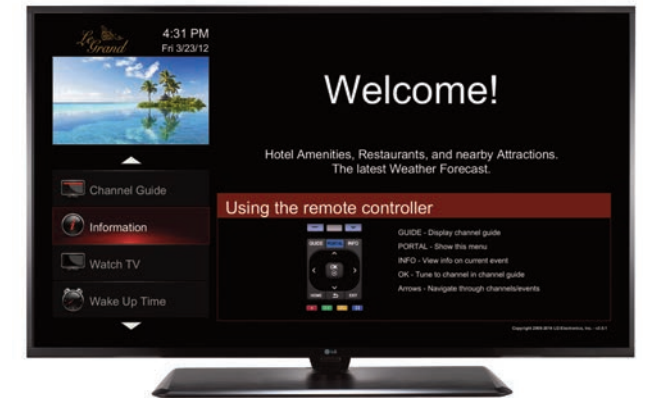 Le Grand
4:31 PM
Fri 3/23/12
Welcome!
Hotel Amenities, Restaurants, and nearby Attractions.
The latest Weather Forecast.
Channel Guide
Information
Watch TV
Wake Up Time
Using the remote controller
GUIDE PORTAL INFO
OK
HOME EXIT
GUIDE - Display channel guide
PORTAL - Show this menu
INFO - View info on current event
OK - Tune to channel in channel guide
Arrows - Navigate through channels/events
LG